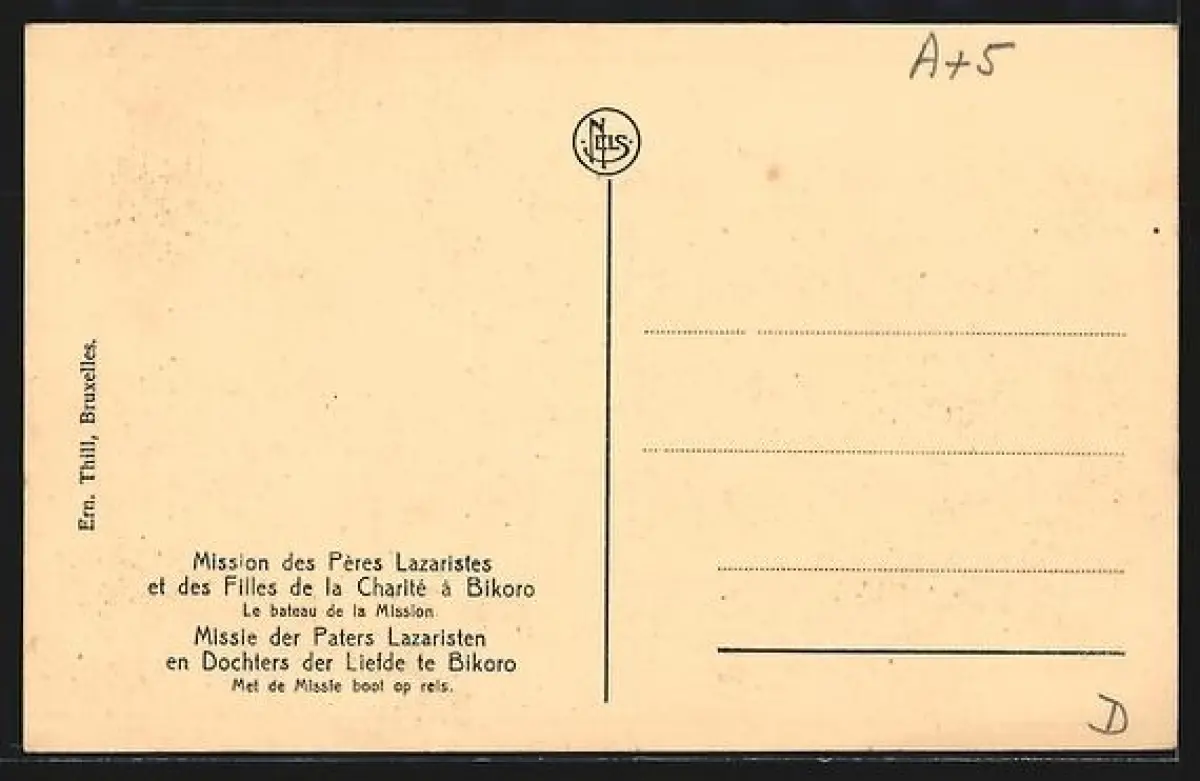 A+5
NELS
Ern. Thill, Bruxelles.
Mission des Pères Lazaristes
et des Filles de la Charité à Bikoro
Le bateau de la Mission
Missie der Paters Lazaristen
en Dochters der Liefde te Bikoro
Met de Missie boot op reis.
D